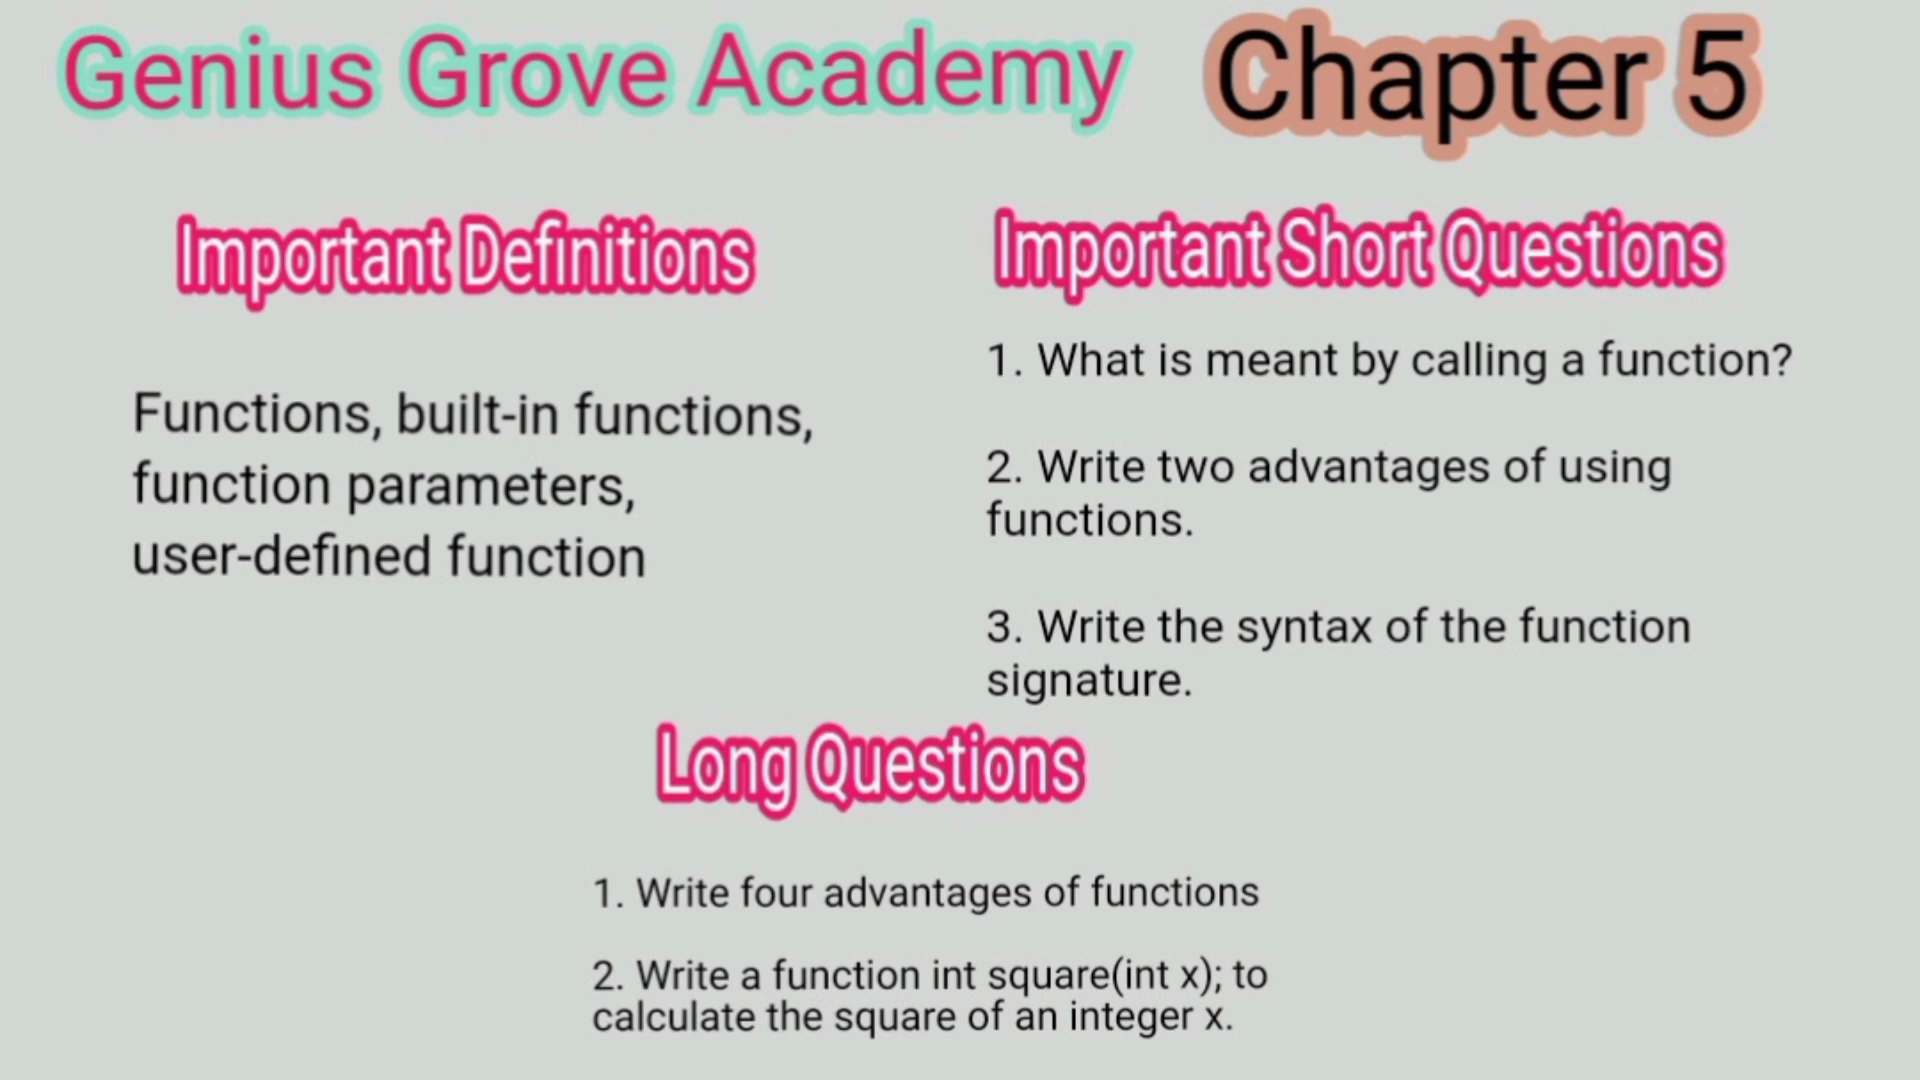 Genius Grove Academy
Chapter 5
Important Definitions
Functions, built-in functions,
function parameters,
user-defined function
Important Short Questions
1. What is meant by calling a function?
2. Write two advantages of using
functions.
3. Write the syntax of the function
signature.
Long Questions
1. Write four advantages of functions
2. Write a function int square(int x); to
calculate the square of an integer x.